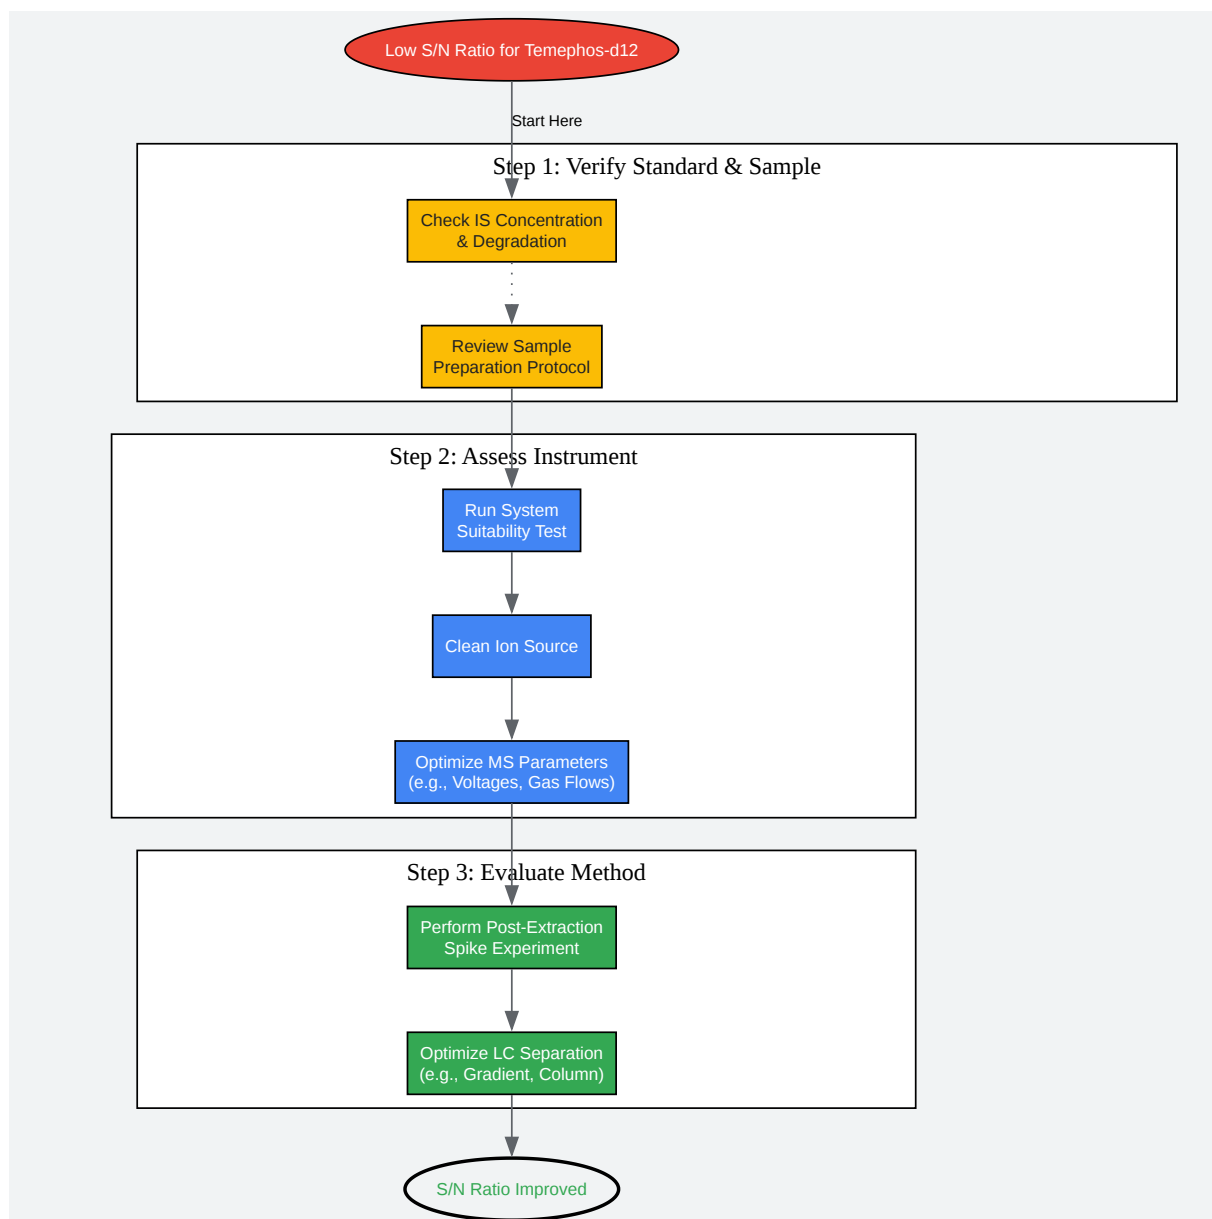 Low S/N Ratio for Temephos-d12
Start Here
Step 1: Verify Standard & Sample
Check IS Concentration
& Degradation
Review Sample
Preparation Protocol
Step 2: Assess Instrument
Run System
Suitability Test
Clean Ion Source
Optimize MS Parameters
(e.g., Voltages, Gas Flows)
Step 3: Evaluate Method
Perform Post-Extraction
Spike Experiment
Optimize LC Separation
(e.g., Gradient, Column)
S/N Ratio Improved